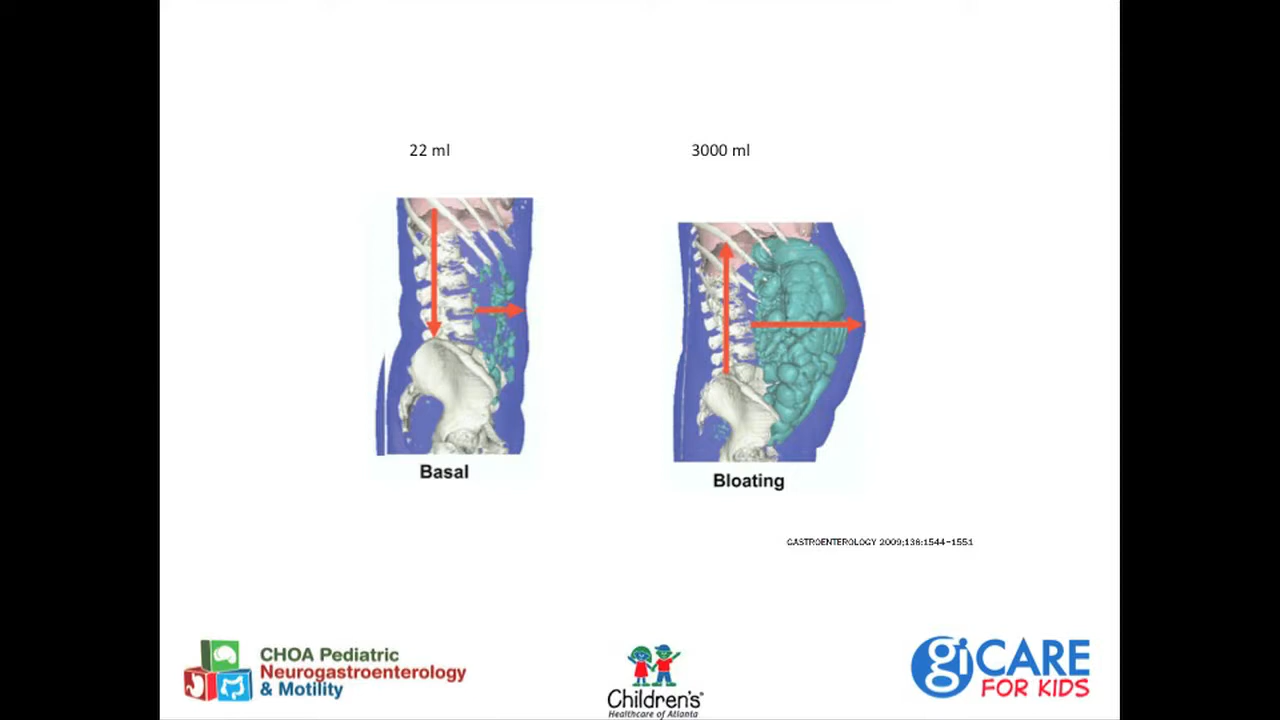 22 ml
3000 ml
Basal
Bloating
GASTROENTEROLOGY 2009;136:1544–1551
CHOA Pediatric
Neurogastroenterology
& Motility
Children's
Healthcare of Atlanta
gi CARE
FOR KIDS